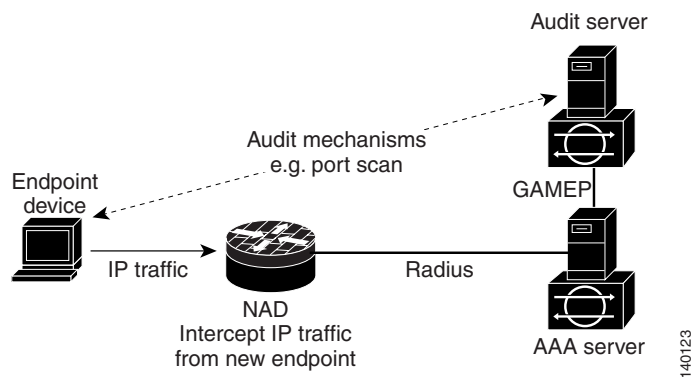 Audit server
Audit mechanisms
e.g. port scan
Endpoint
device
GAMEP
IP traffic
Radius
NAD
Intercept IP traffic
from new endpoint
AAA server
140123